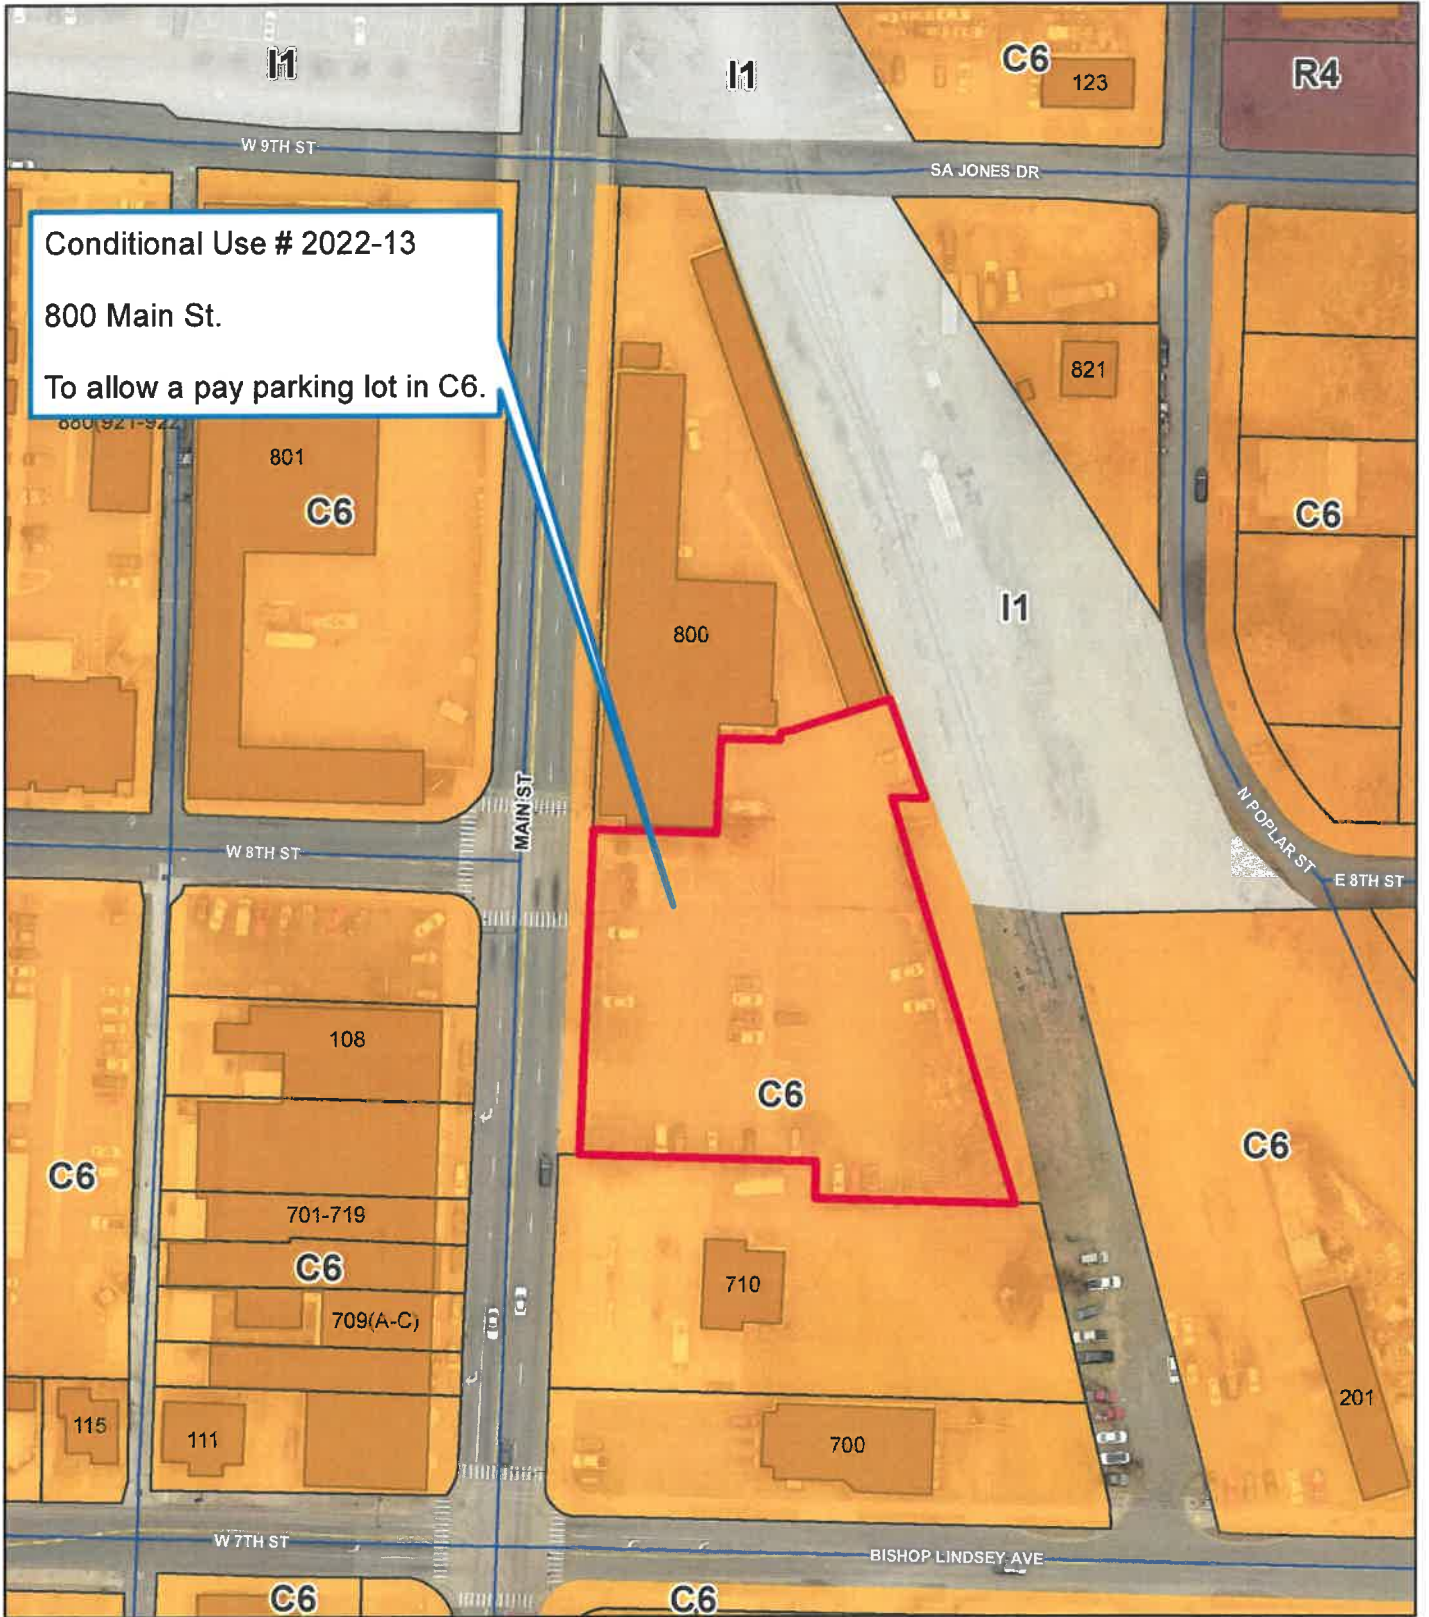 I1
I1
C6
123
R4
W 9TH ST
SA JONES DR
Conditional Use # 2022-13
800 Main St.
To allow a pay parking lot in C6.
821
880(921-922)
801
C6
C6
I1
800
MAIN ST
W 8TH ST
N POPLAR ST
E 8TH ST
108
C6
C6
C6
701-719
C6
710
709(A-C)
201
115
111
700
W 7TH ST
BISHOP LINDSEY AVE
C6
C6